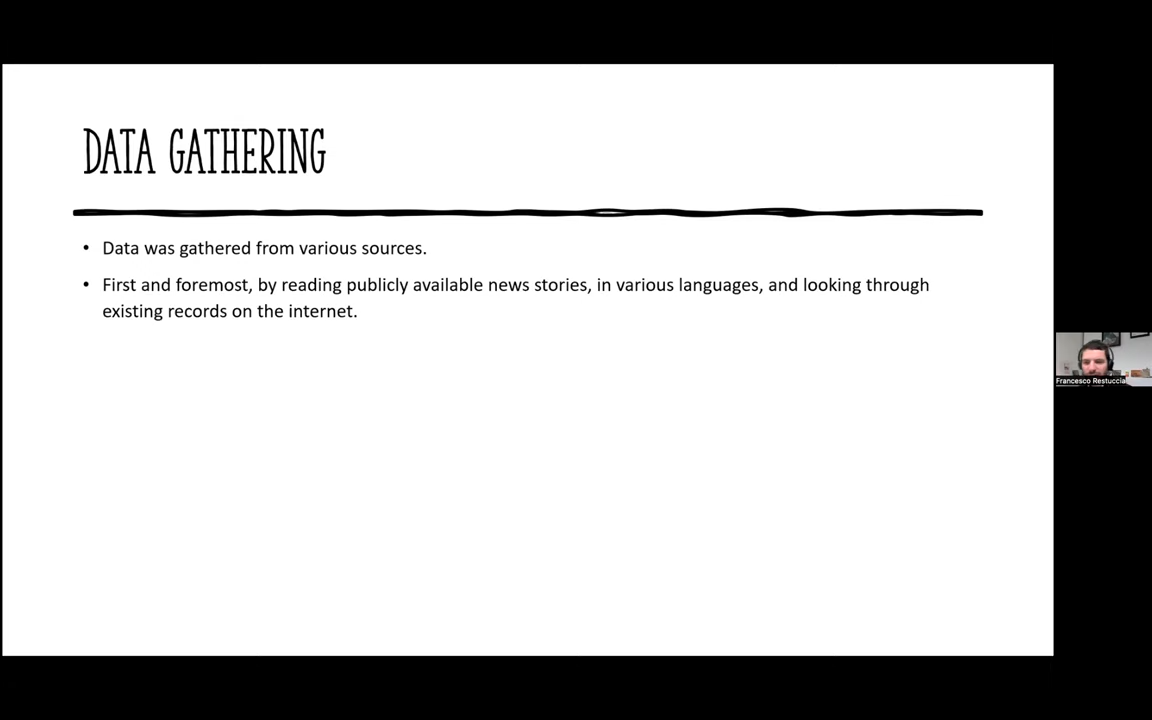 DATA GATHERING
• Data was gathered from various sources.
• First and foremost, by reading publicly available news stories, in various languages, and looking through
existing records on the internet.
Francesco Restuccia